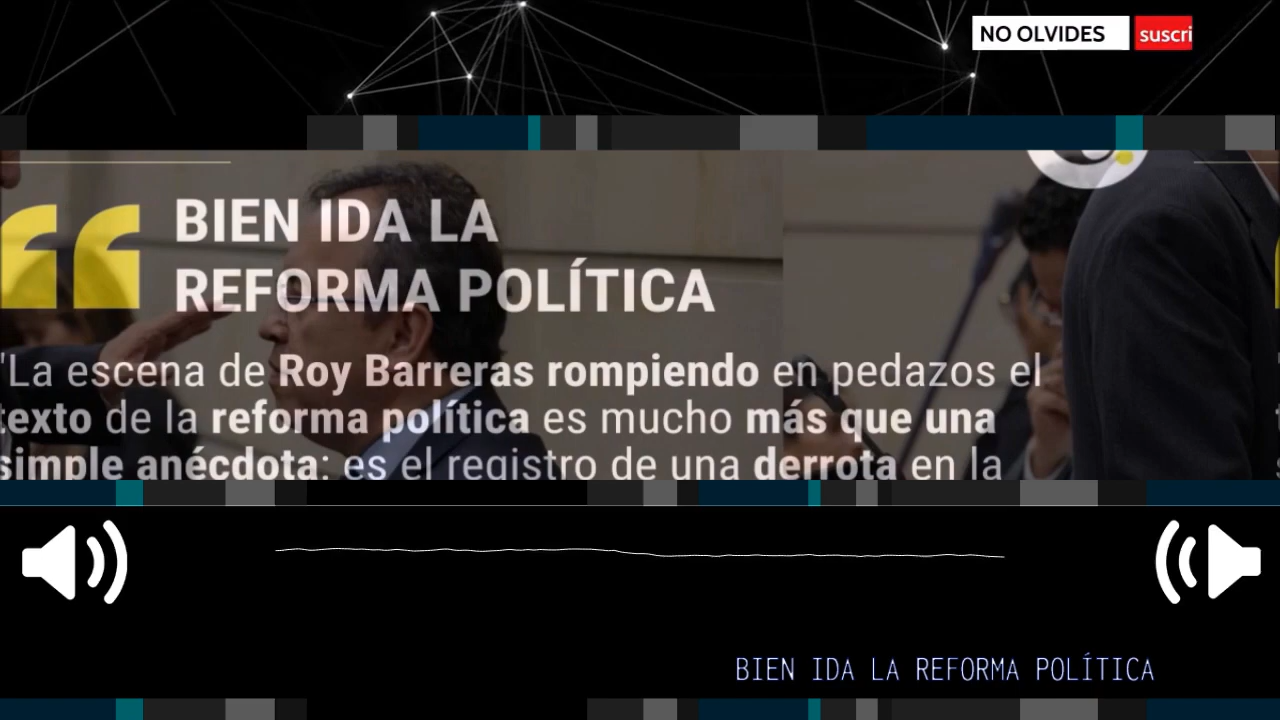 NO OLVIDES
suscri
BIEN IDA LA
REFORMA POLÍTICA
"La escena de Roy Barreras rompiendo en pedazos el
texto de la reforma política es mucho más que una
simple anécdota: es el registro de una derrota en la
BIEN IDA LA REFORMA POLÍTICA